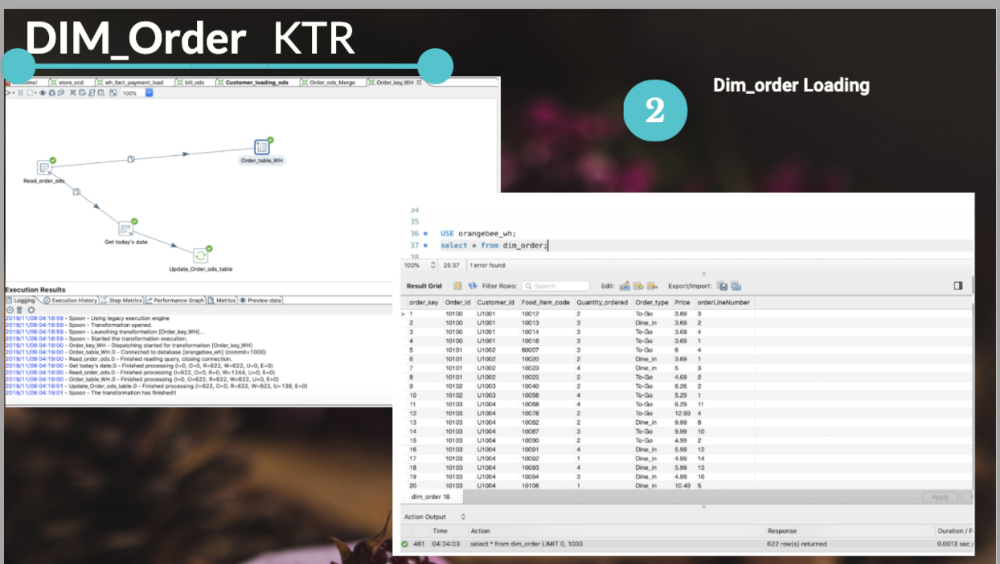 DIM_Order KTR
Welcome! store_scd wh_fact_payment_load bill_ods Customer_loading_ods Order_ods_Merge Order_key_WH
100%
Order_table_WH
Read_order_ods
Get today's date
Update_Order_ods_table
Execution Results
Logging Execution History Step Metrics Performance Graph Metrics Preview data
2019/11/09 04:18:59 - Spoon - Using legacy execution engine
2019/11/09 04:18:59 - Spoon - Transformation opened.
2019/11/09 04:18:59 - Spoon - Launching transformation [Order_key_WH]...
2019/11/09 04:18:59 - Spoon - Started the transformation execution.
2019/11/09 04:19:00 - Order_key_WH - Dispatching started for transformation [Order_key_WH]
2019/11/09 04:19:00 - Order_table_WH.0 - Connected to database [orangebee_wh] (commit=1000)
2019/11/09 04:19:00 - Read_order_ods.0 - Finished reading query, closing connection.
2019/11/09 04:19:00 - Get today's date.0 - Finished processing (I=0, O=0, R=622, W=622, U=0, E=0)
2019/11/09 04:19:00 - Read_order_ods.0 - Finished processing (I=622, O=0, R=0, W=1244, U=0, E=0)
2019/11/09 04:19:00 - Order_table_WH.0 - Finished processing (I=0, O=622, R=622, W=622, U=0, E=0)
2019/11/09 04:19:01 - Update_Order_ods_table.0 - Finished processing (I=622, O=0, R=622, W=622, U=138, E=0)
2019/11/09 04:19:01 - Spoon - The transformation has finished!!
2
Dim_order Loading
34
35
36 USE orangebee_wh;
37 select * from dim_order;
38
100% 25:37 1 error found
Result Grid Filter Rows: Search Edit: Export/Import:
order_key Order_id Customer_id Food_item_code Quantity_ordered Order_type Price orderLineNumber
1 10100 U1001 10012 2 To-Go 3.69 3
2 10100 U1001 10013 3 Dine_in 3.69 2
3 10100 U1001 10014 3 To-Go 3.69 4
4 10100 U1001 10018 3 To-Go 3.69 1
5 10101 U1002 60007 3 To-Go 6 4
6 10101 U1002 10020 2 Dine_in 3.69 1
7 10101 U1002 10023 4 Dine_in 5 3
8 10101 U1002 10025 2 To-Go 4.69 2
9 10102 U1003 10040 2 To-Go 6.26 2
10 10102 U1003 10056 4 To-Go 5.29 1
11 10103 U1004 10068 4 To-Go 6.29 11
12 10103 U1004 10078 2 To-Go 12.99 4
13 10103 U1004 10082 2 Dine_in 9.99 8
14 10103 U1004 10087 3 To-Go 9.99 10
15 10103 U1004 10090 2 To-Go 4.99 2
16 10103 U1004 10091 4 Dine_in 5.99 12
17 10103 U1004 10092 1 Dine_in 4.99 14
18 10103 U1004 10093 4 Dine_in 5.99 13
19 10103 U1004 10094 3 Dine_in 4.99 16
20 10103 U1004 10106 1 Dine_in 10.49 5
dim_order 18 Apply
Action Output
Time Action Response Duration / F
461 04:24:03 select * from dim_order LIMIT 0, 1000 622 row(s) returned 0.0013 sec /